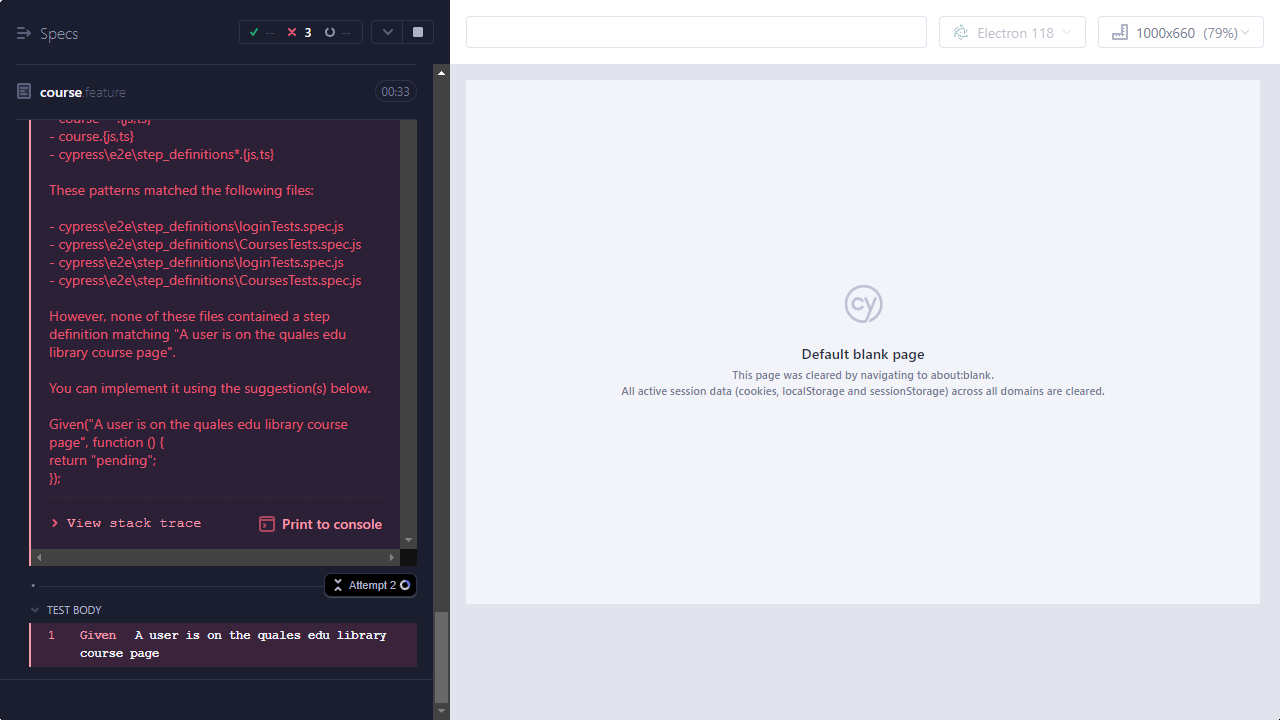 Specs
-- 3 --
course.feature
00:33
- course.{js,ts}
- cypress\e2e\step_definitions*.{js,ts}
These patterns matched the following files:
- cypress\e2e\step_definitions\loginTests.spec.js
- cypress\e2e\step_definitions\CoursesTests.spec.js
- cypress\e2e\step_definitions\loginTests.spec.js
- cypress\e2e\step_definitions\CoursesTests.spec.js
However, none of these files contained a step
definition matching "A user is on the quales edu
library course page".
You can implement it using the suggestion(s) below.
Given("A user is on the quales edu library course
page", function () {
return "pending";
});
View stack trace
Print to console
Attempt 2
TEST BODY
1 Given A user is on the quales edu library
course page
Electron 118
1000x660 (79%)
cy
Default blank page
This page was cleared by navigating to about:blank.
All active session data (cookies, localStorage and sessionStorage) across all domains are cleared.